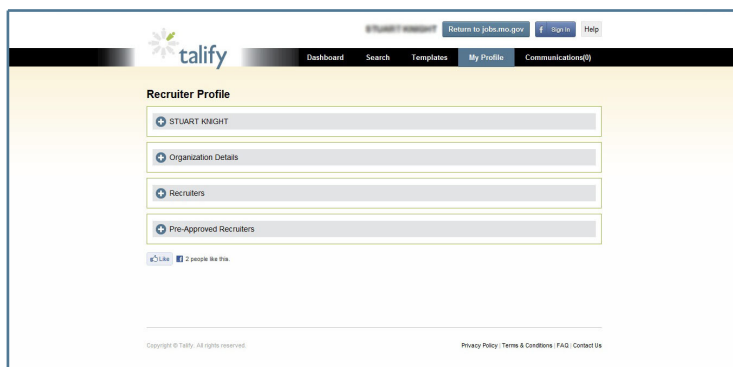 STUART KNIGHT Return to jobs.mo.gov f Sign In Help
talify
Dashboard Search Templates My Profile Communications(0)
Recruiter Profile
STUART KNIGHT
Organization Details
Recruiters
Pre-Approved Recruiters
Like 2 people like this.
Copyright © Talify. All rights reserved. Privacy Policy | Terms & Conditions | FAQ | Contact Us